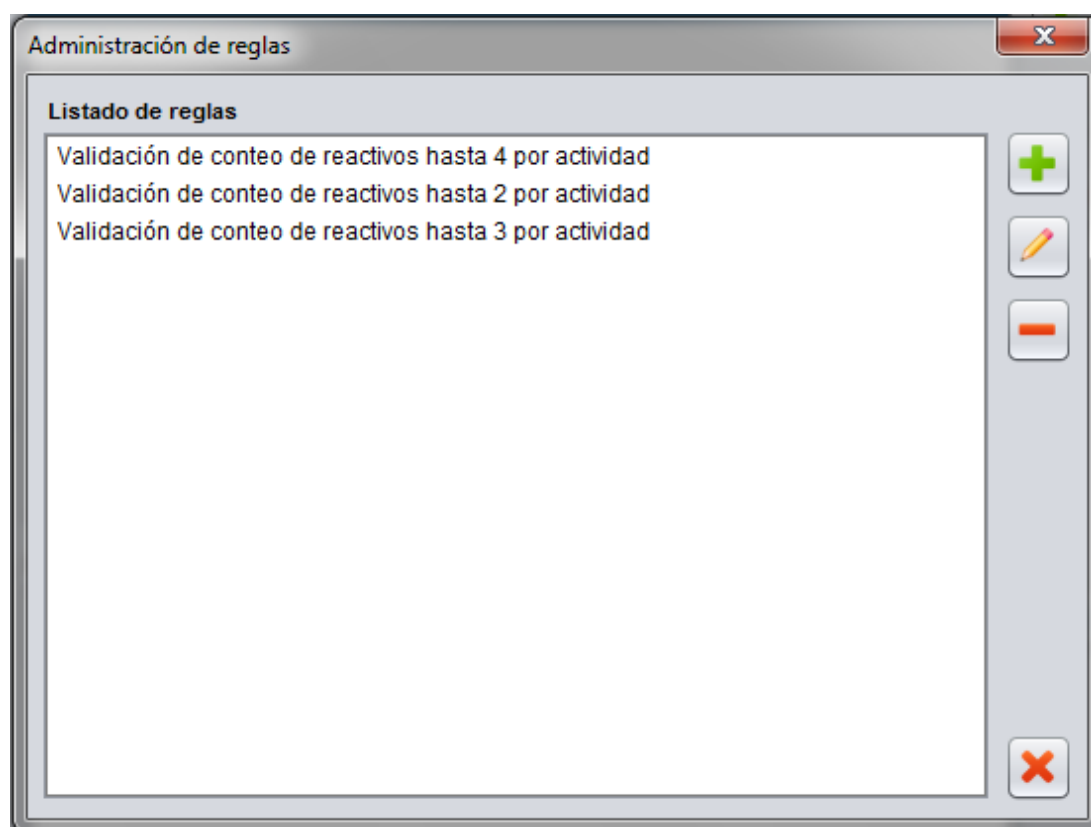 Administración de reglas
Listado de reglas
Validación de conteo de reactivos hasta 4 por actividad
Validación de conteo de reactivos hasta 2 por actividad
Validación de conteo de reactivos hasta 3 por actividad